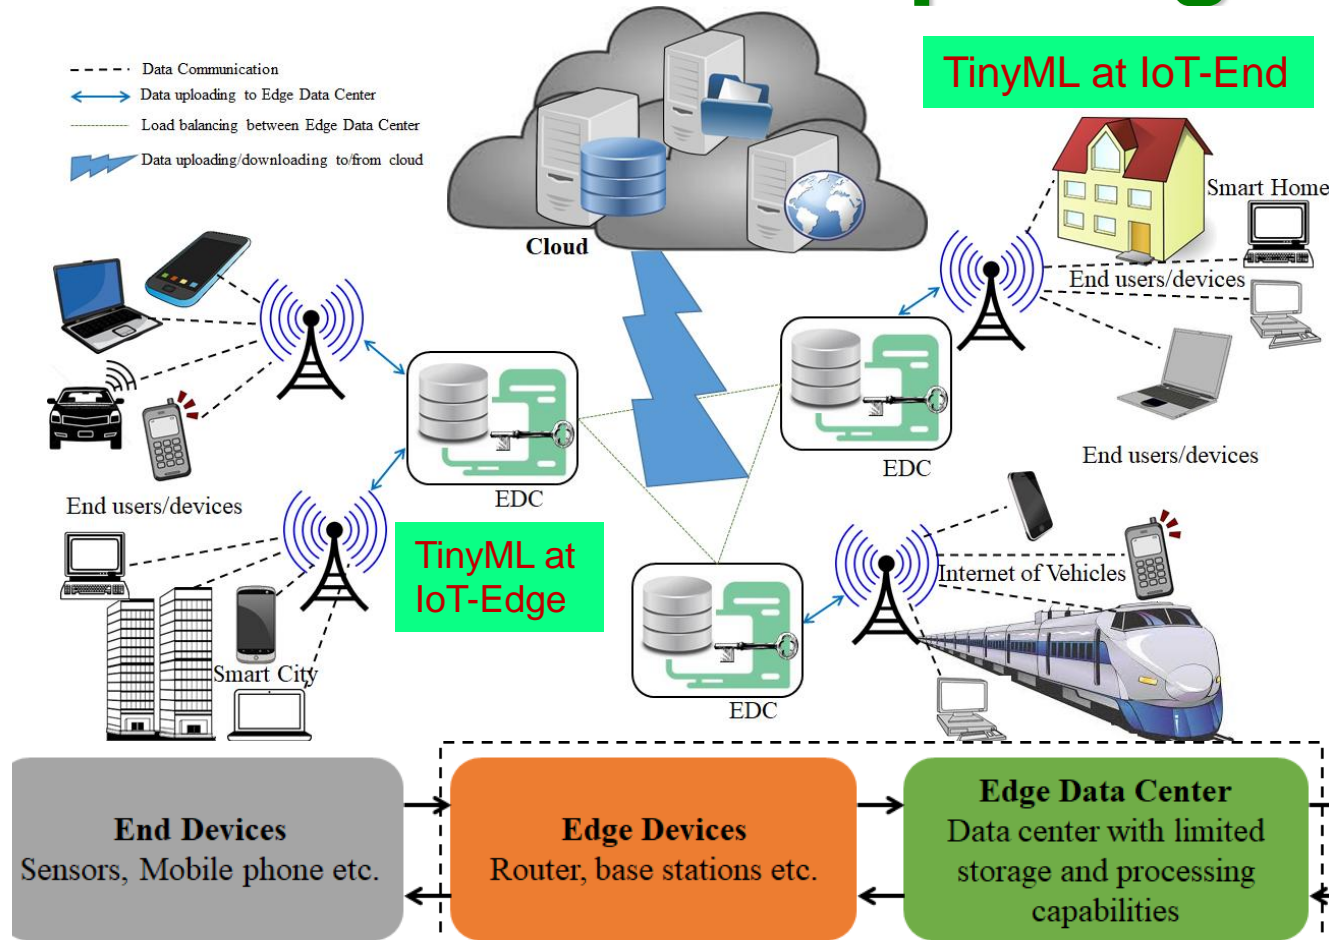 TinyML at IoT-End
Data Communication
Data uploading to Edge Data Center
Load balancing between Edge Data Center
Data uploading/downloading to/from cloud
Cloud
Smart Home
End users/devices
End users/devices
EDC
EDC
End users/devices
TinyML at
IoT-Edge
Internet of Vehicles
Smart City
EDC
End Devices
Sensors, Mobile phone etc.
Edge Devices
Router, base stations etc.
Edge Data Center
Data center with limited
storage and processing
capabilities